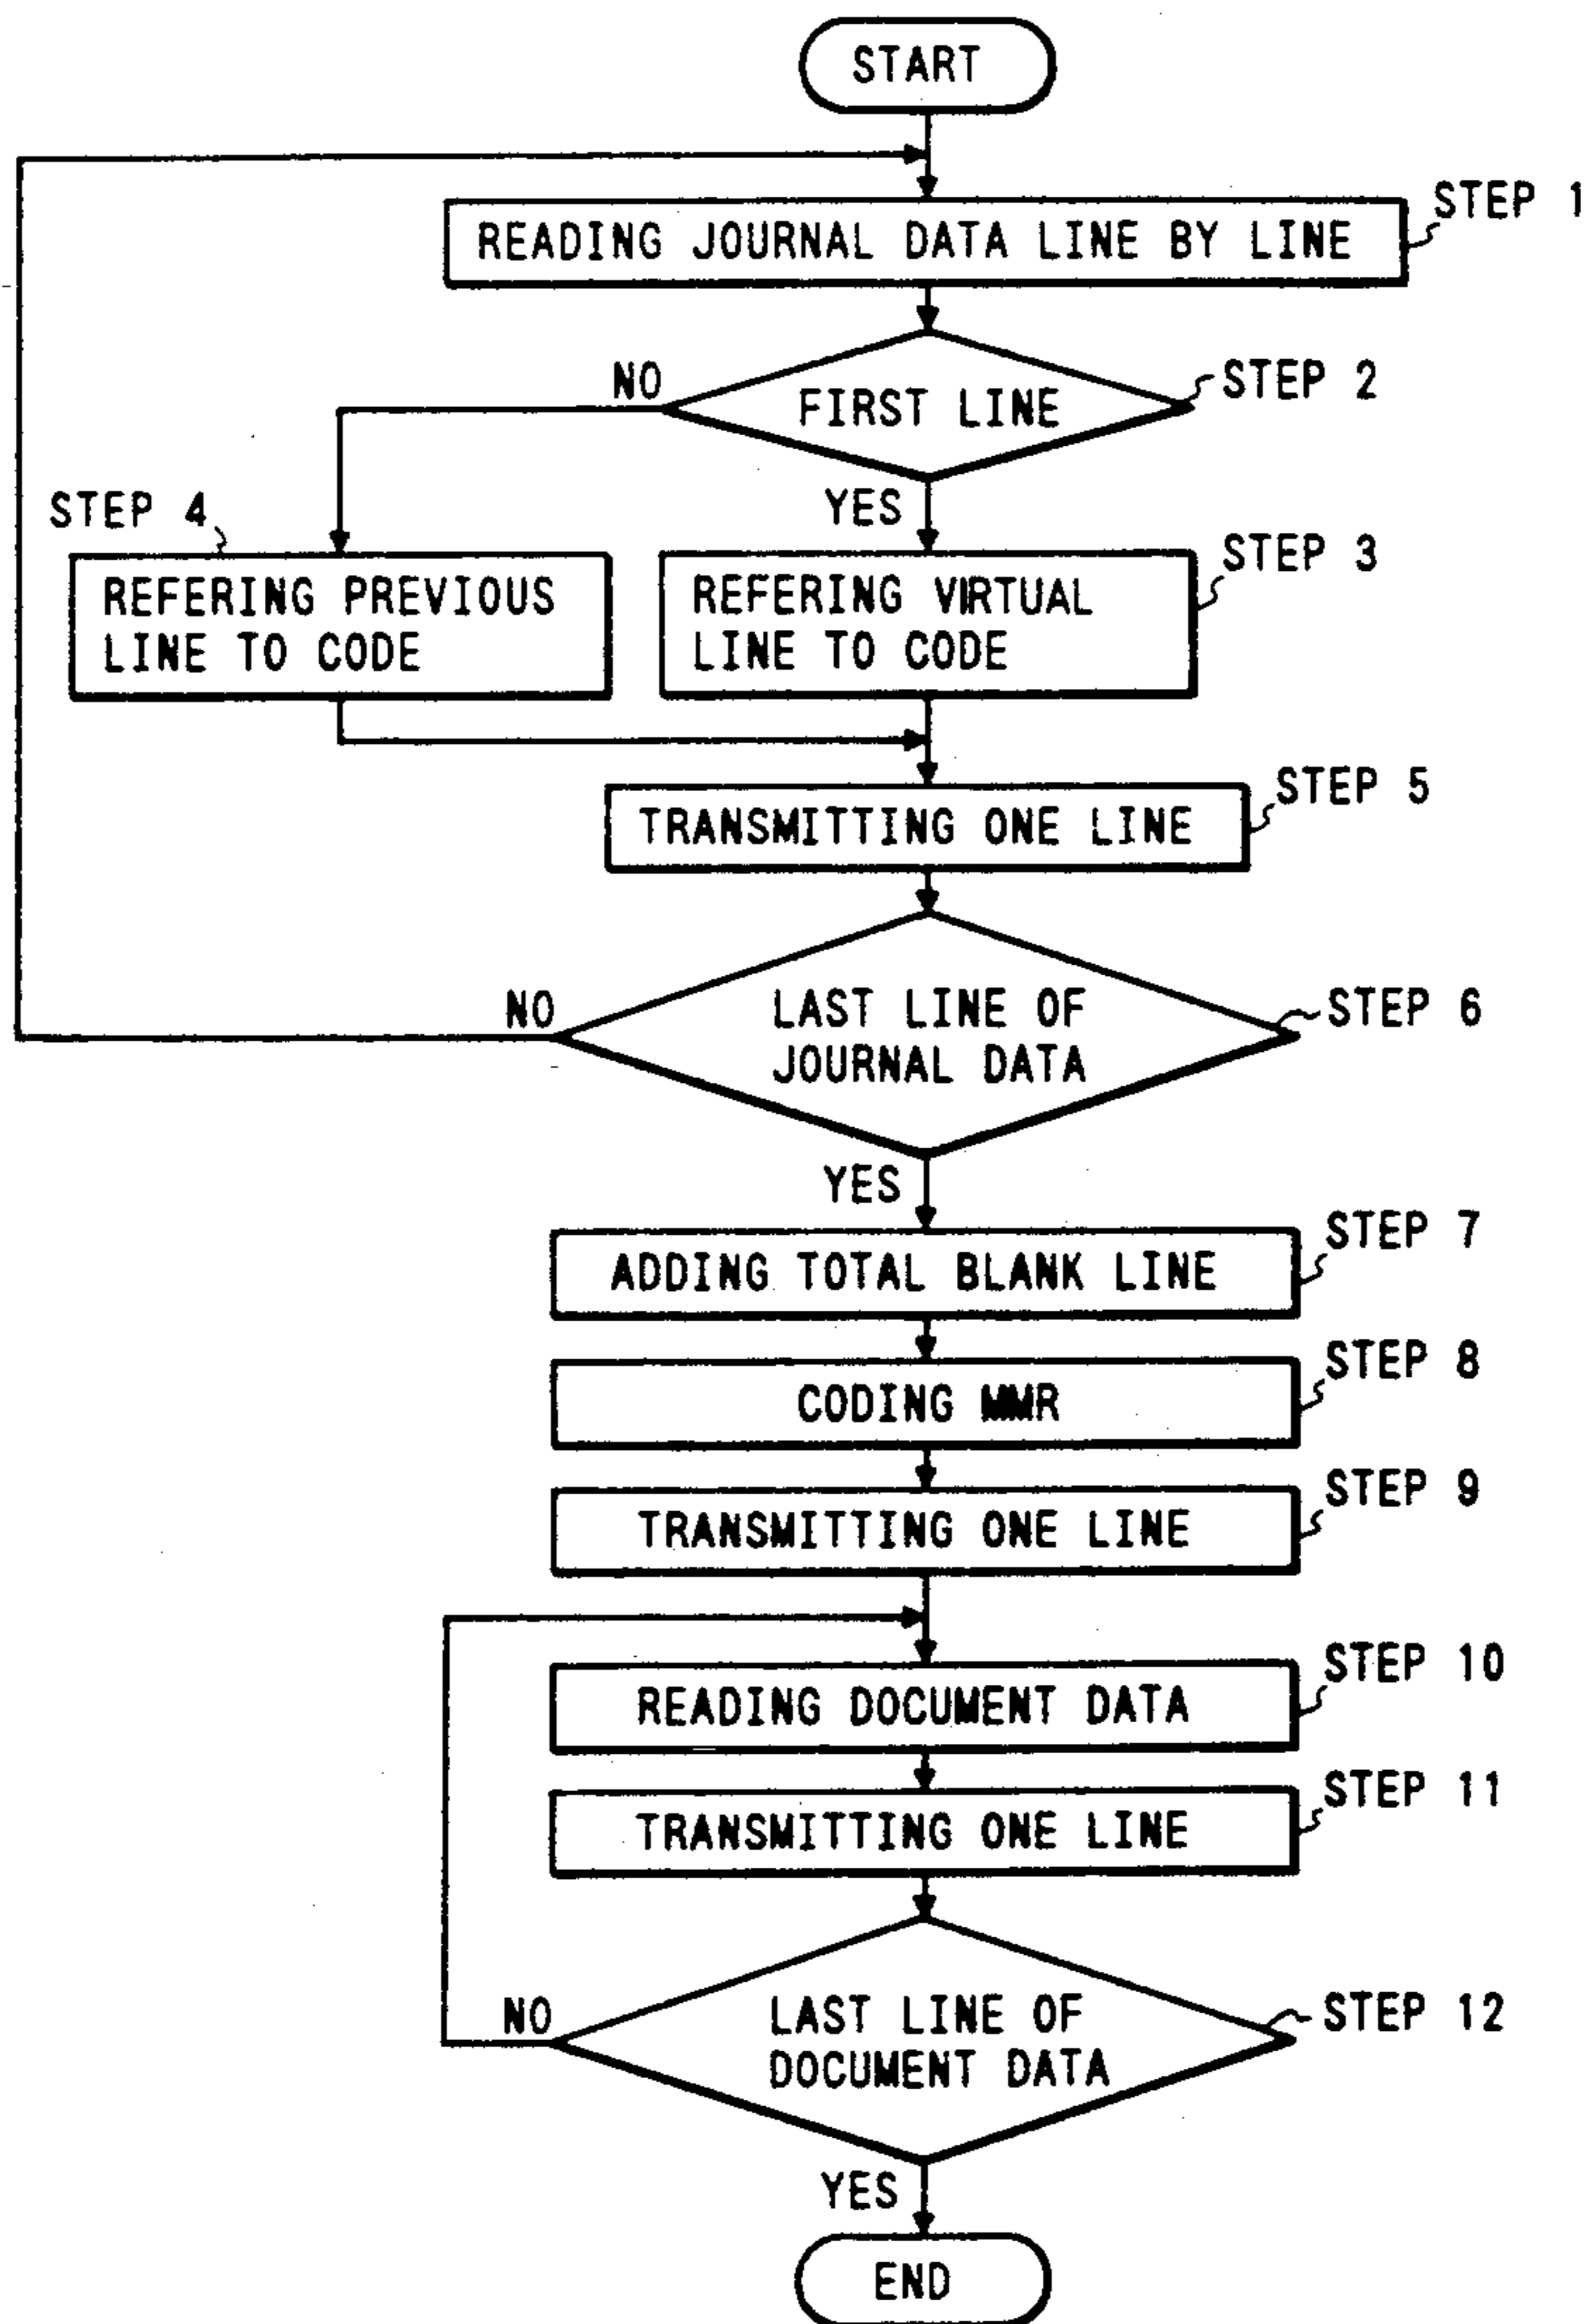 START
STEP 1
READING JOURNAL DATA LINE BY LINE
NO
FIRST LINE
STEP 2
YES
STEP 4
REFERING PREVIOUS
LINE TO CODE
STEP 3
REFERING VIRTUAL
LINE TO CODE
STEP 5
TRANSMITTING ONE LINE
NO
LAST LINE OF
JOURNAL DATA
STEP 6
YES
STEP 7
ADDING TOTAL BLANK LINE
STEP 8
CODING MMR
STEP 9
TRANSMITTING ONE LINE
STEP 10
READING DOCUMENT DATA
STEP 11
TRANSMITTING ONE LINE
NO
LAST LINE OF
DOCUMENT DATA
STEP 12
YES
END